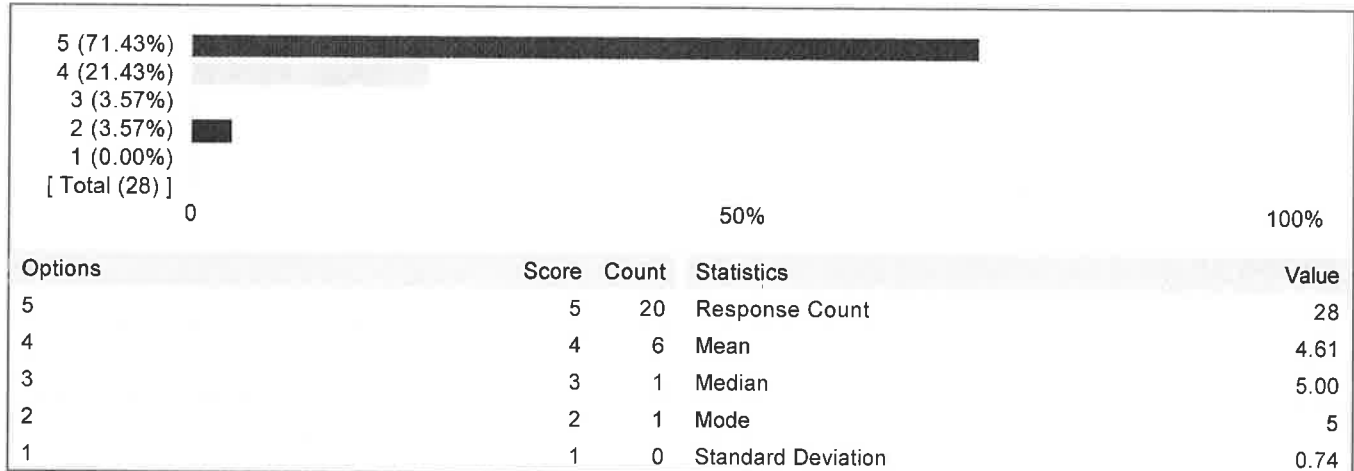 5 (71.43%)
4 (21.43%)
3 (3.57%)
2 (3.57%)
1 (0.00%)
[ Total (28) ]
0 50% 100%
Options Score Count Statistics Value
5 5 20 Response Count 28
4 4 6 Mean 4.61
3 3 1 Median 5.00
2 2 1 Mode 5
1 1 0 Standard Deviation 0.74